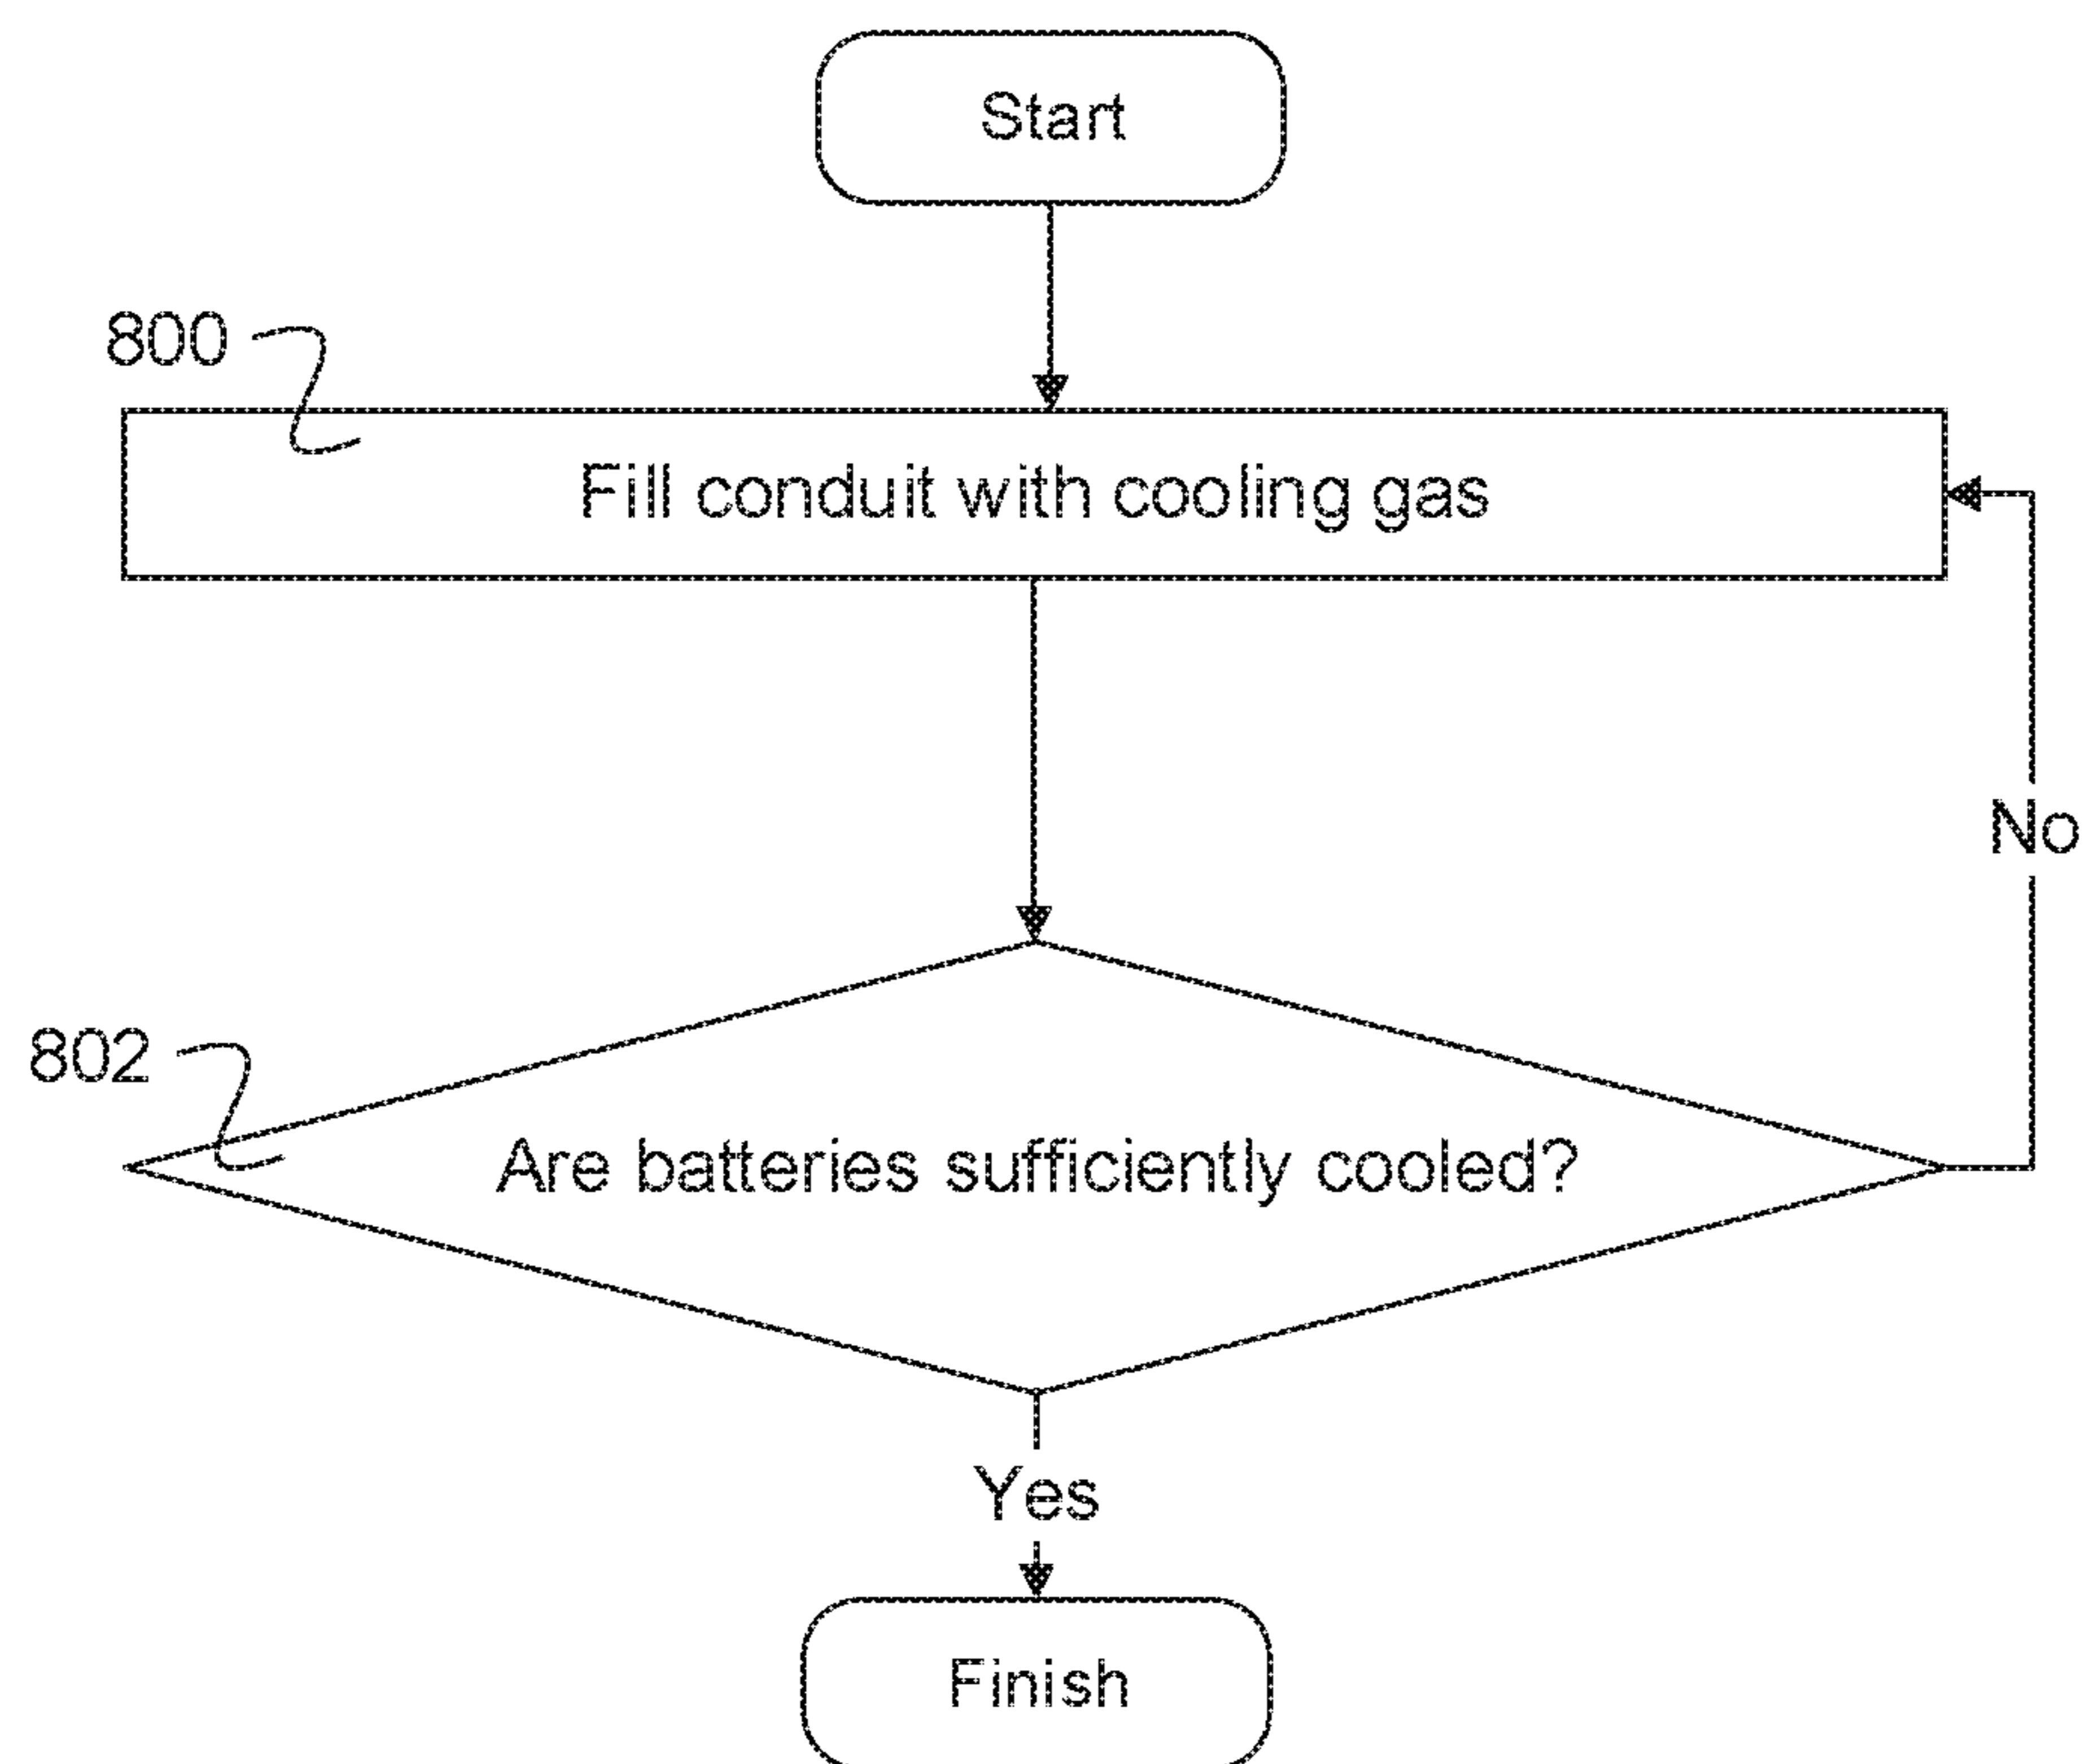 Start
800
Fill conduit with cooling gas
No
802
Are batteries sufficiently cooled?
Yes
Finish